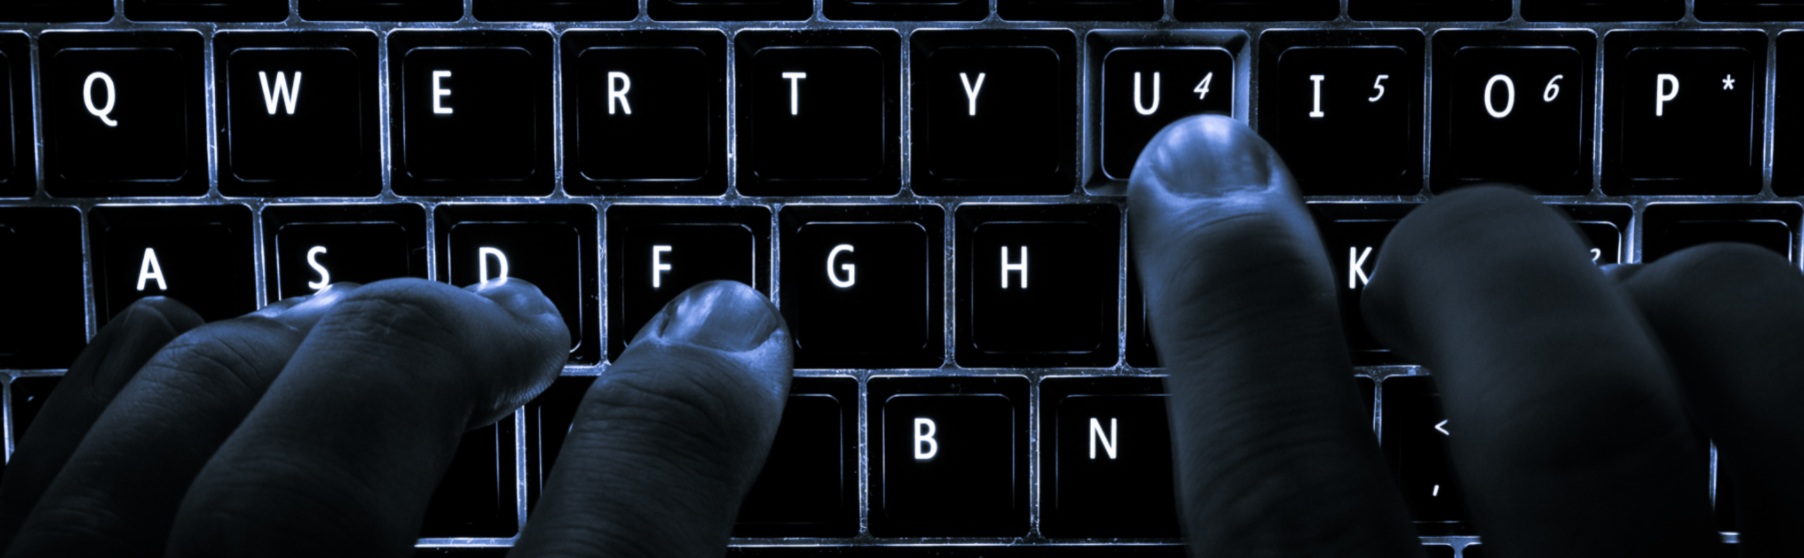 Q W E R T Y U 4 I 5 O 6 P *
A S D F G H K
B N < ,